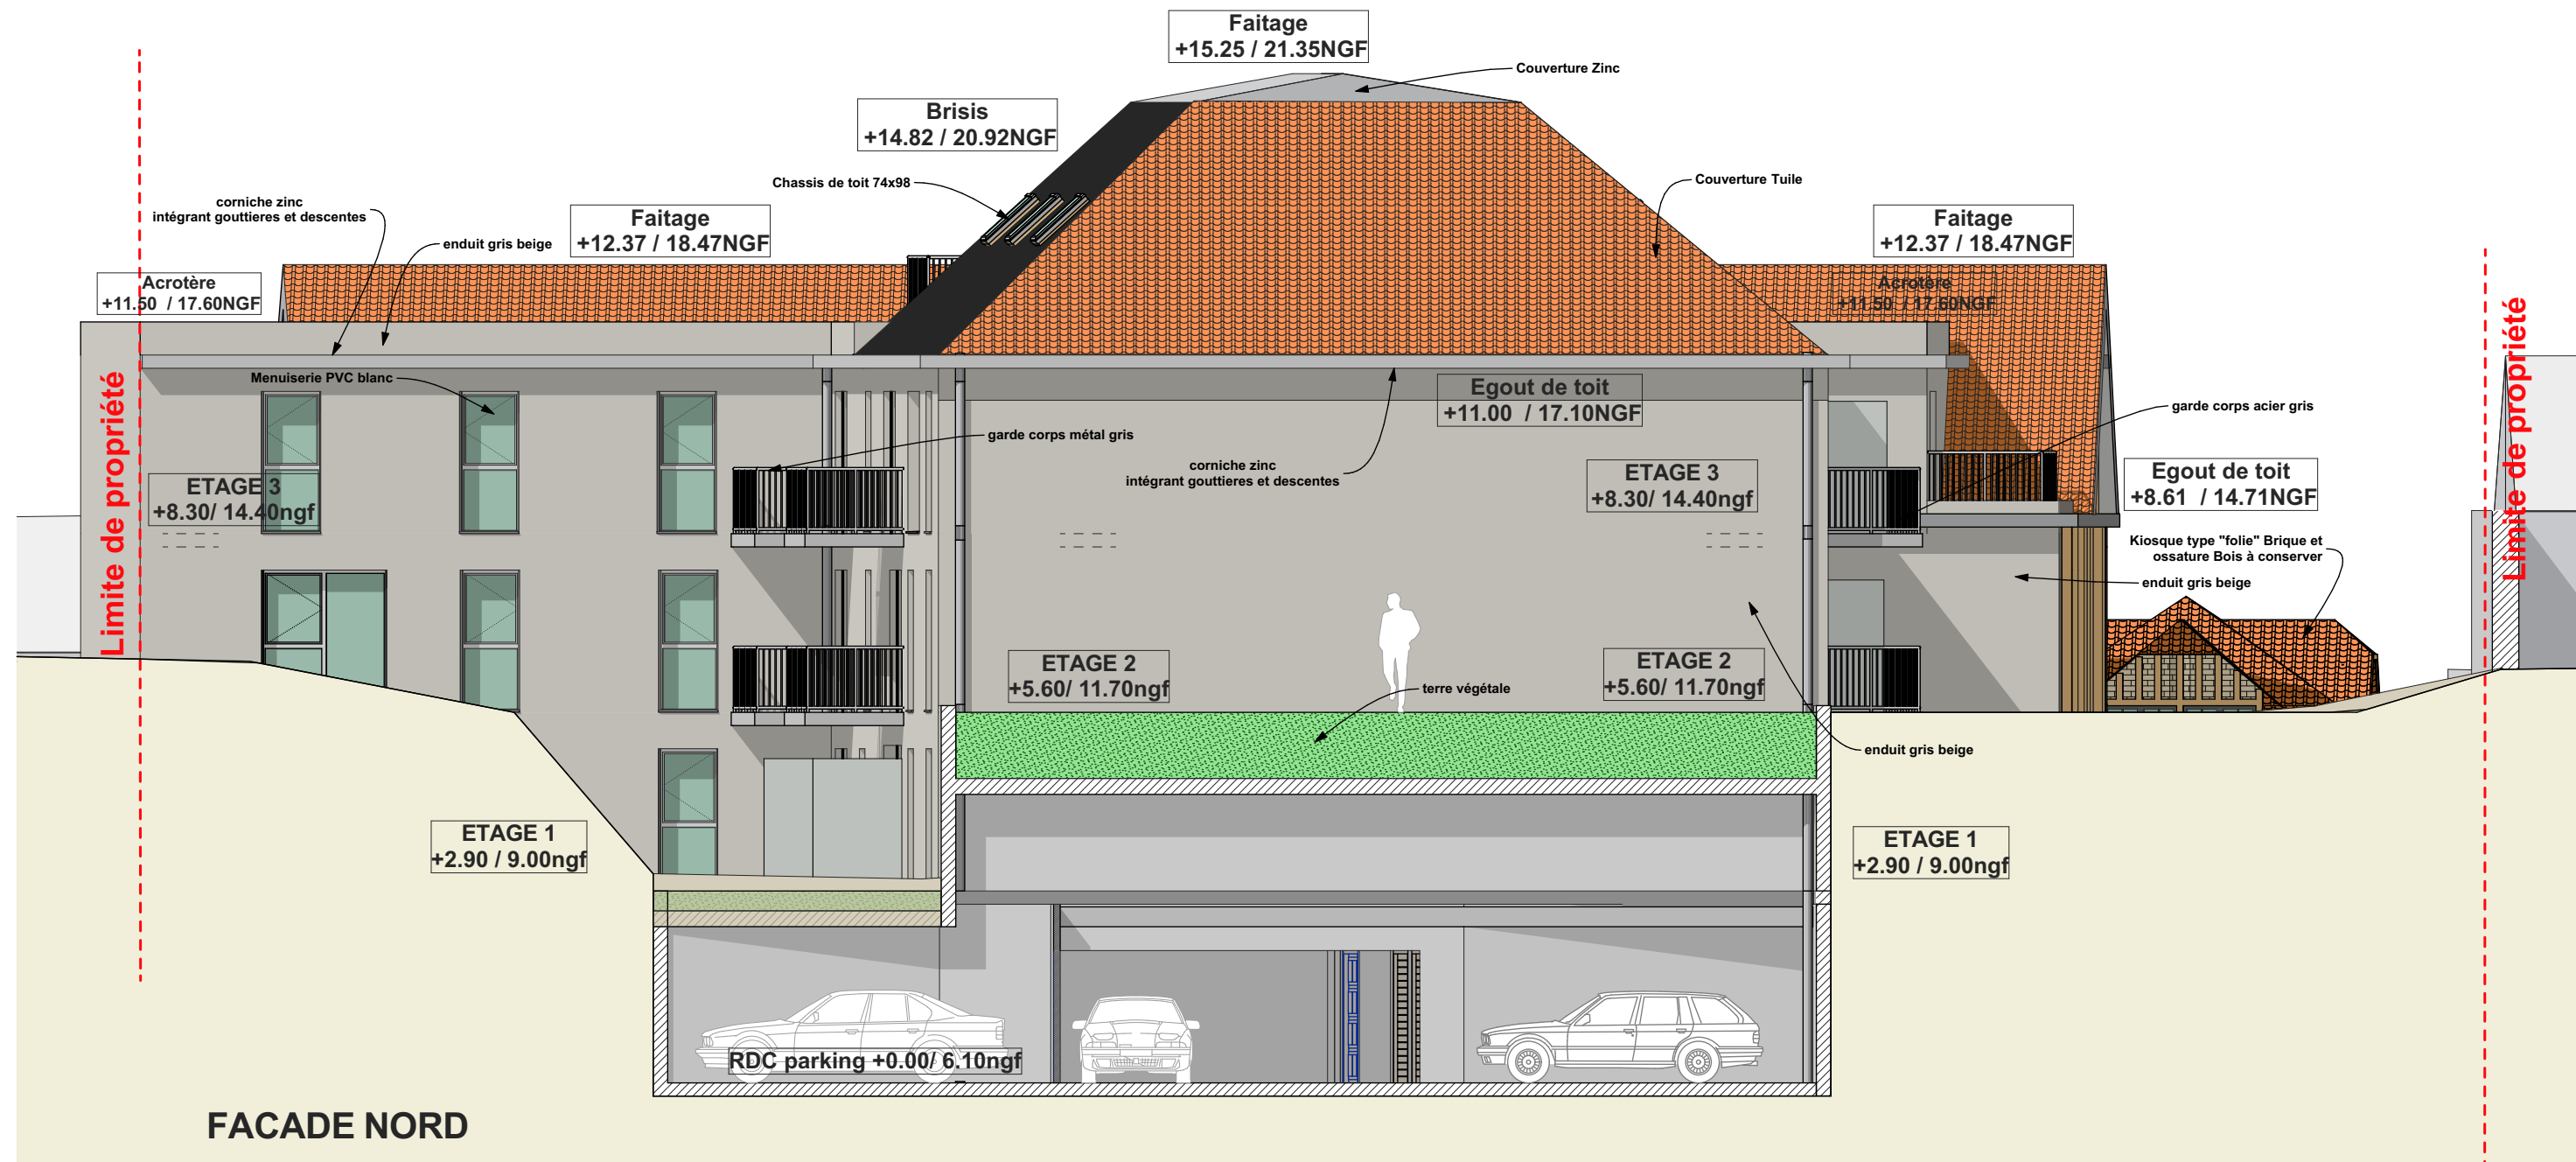 Faitage
+15.25 / 21.35NGF
Couverture Zinc
Brisis
+14.82 / 20.92NGF
Chassis de toit 74x98
Couverture Tuile
corniche zinc
intégrant gouttieres et descentes
Faitage
+12.37 / 18.47NGF
enduit gris beige
Faitage
+12.37 / 18.47NGF
Acrotère
+11.50 / 17.60NGF
Acrotère
+11.50 / 17.60NGF
Limite de propriété
Limite de propriété
Menuiserie PVC blanc
Egout de toit
+11.00 / 17.10NGF
garde corps acier gris
garde corps métal gris
corniche zinc
intégrant gouttieres et descentes
ETAGE 3
+8.30/ 14.40ngf
ETAGE 3
+8.30/ 14.40ngf
Egout de toit
+8.61 / 14.71NGF
Kiosque type "folie" Brique et
ossature Bois à conserver
enduit gris beige
ETAGE 2
+5.60/ 11.70ngf
ETAGE 2
+5.60/ 11.70ngf
terre végétale
enduit gris beige
ETAGE 1
+2.90 / 9.00ngf
ETAGE 1
+2.90 / 9.00ngf
RDC parking +0.00/ 6.10ngf
FACADE NORD